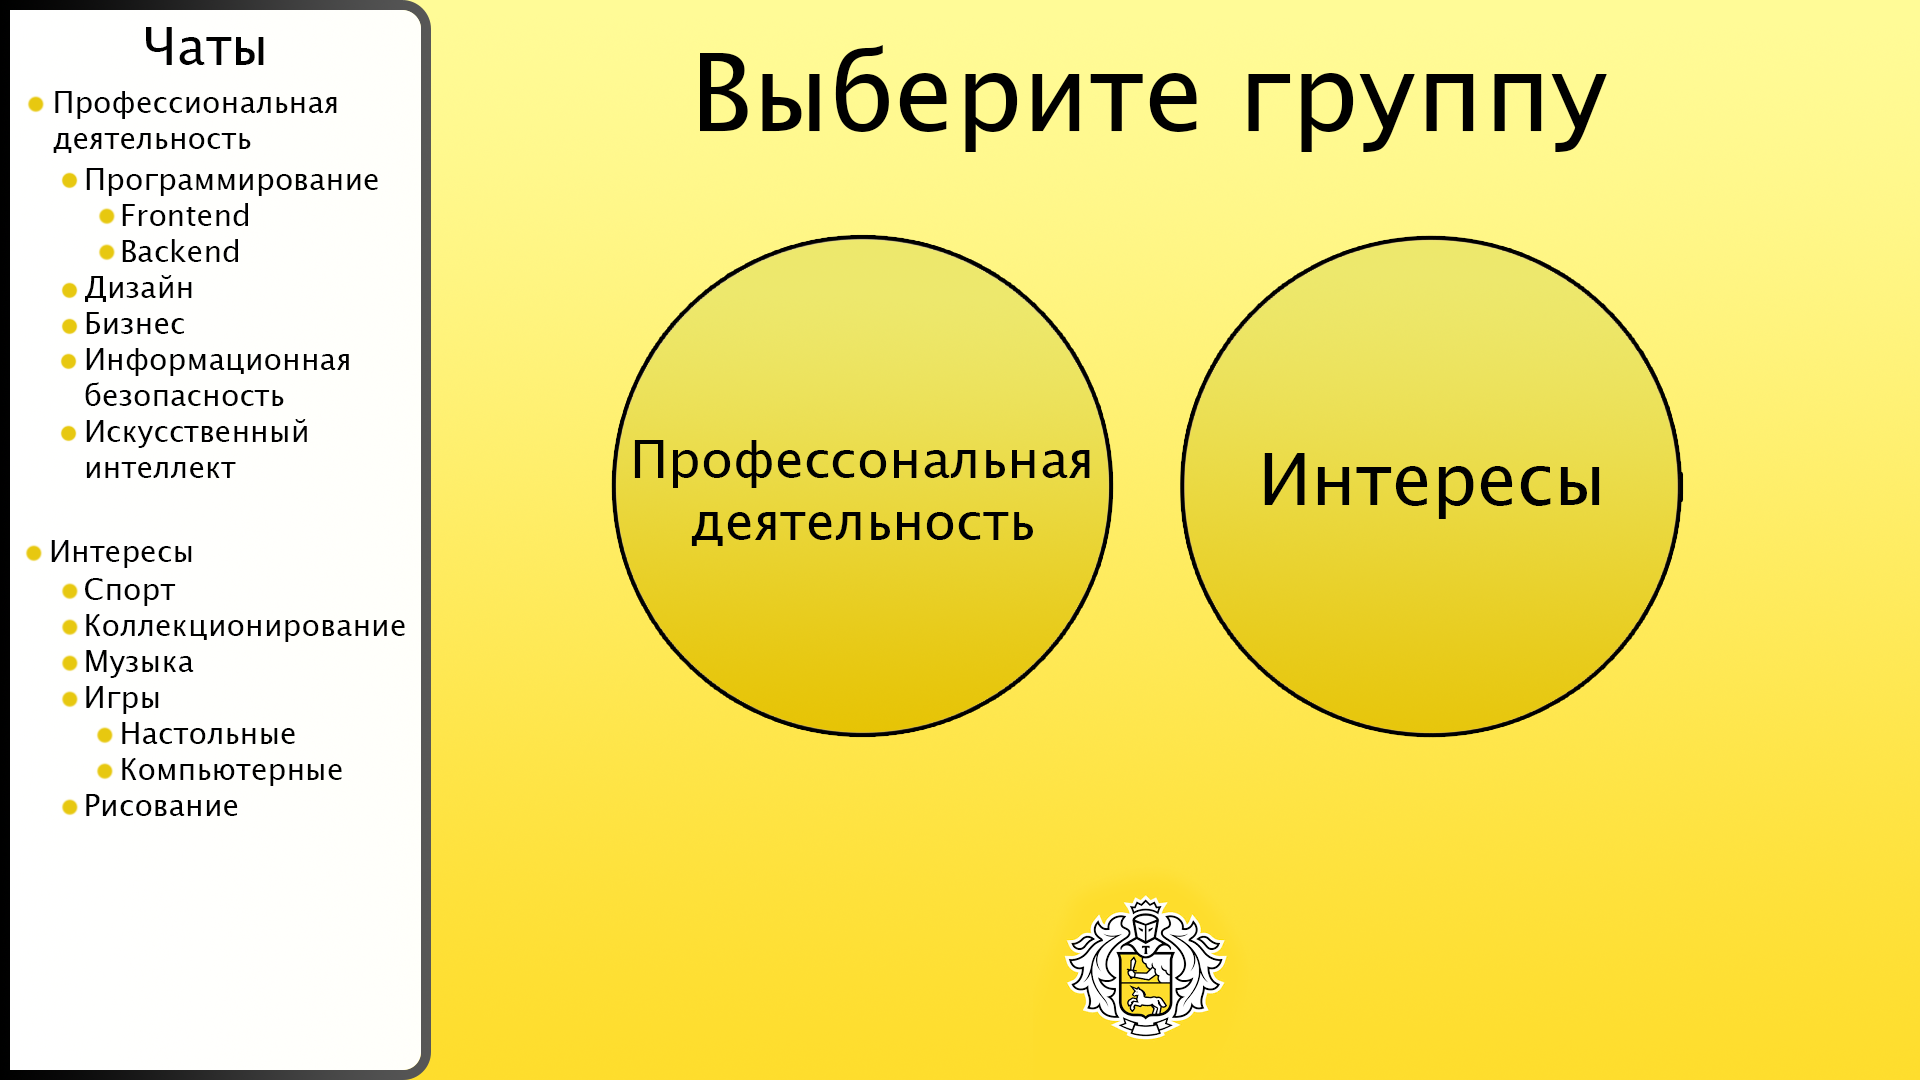 Чаты
Профессиональная
деятельность
Программирование
Frontend
Backend
Дизайн
Бизнес
Информационная
безопасность
Искусственный
интеллект
Интересы
Спорт
Коллекционирование
Музыка
Игры
Настольные
Компьютерные
Рисование
Выберите группу
Професcональная
деятельность
Интересы
T